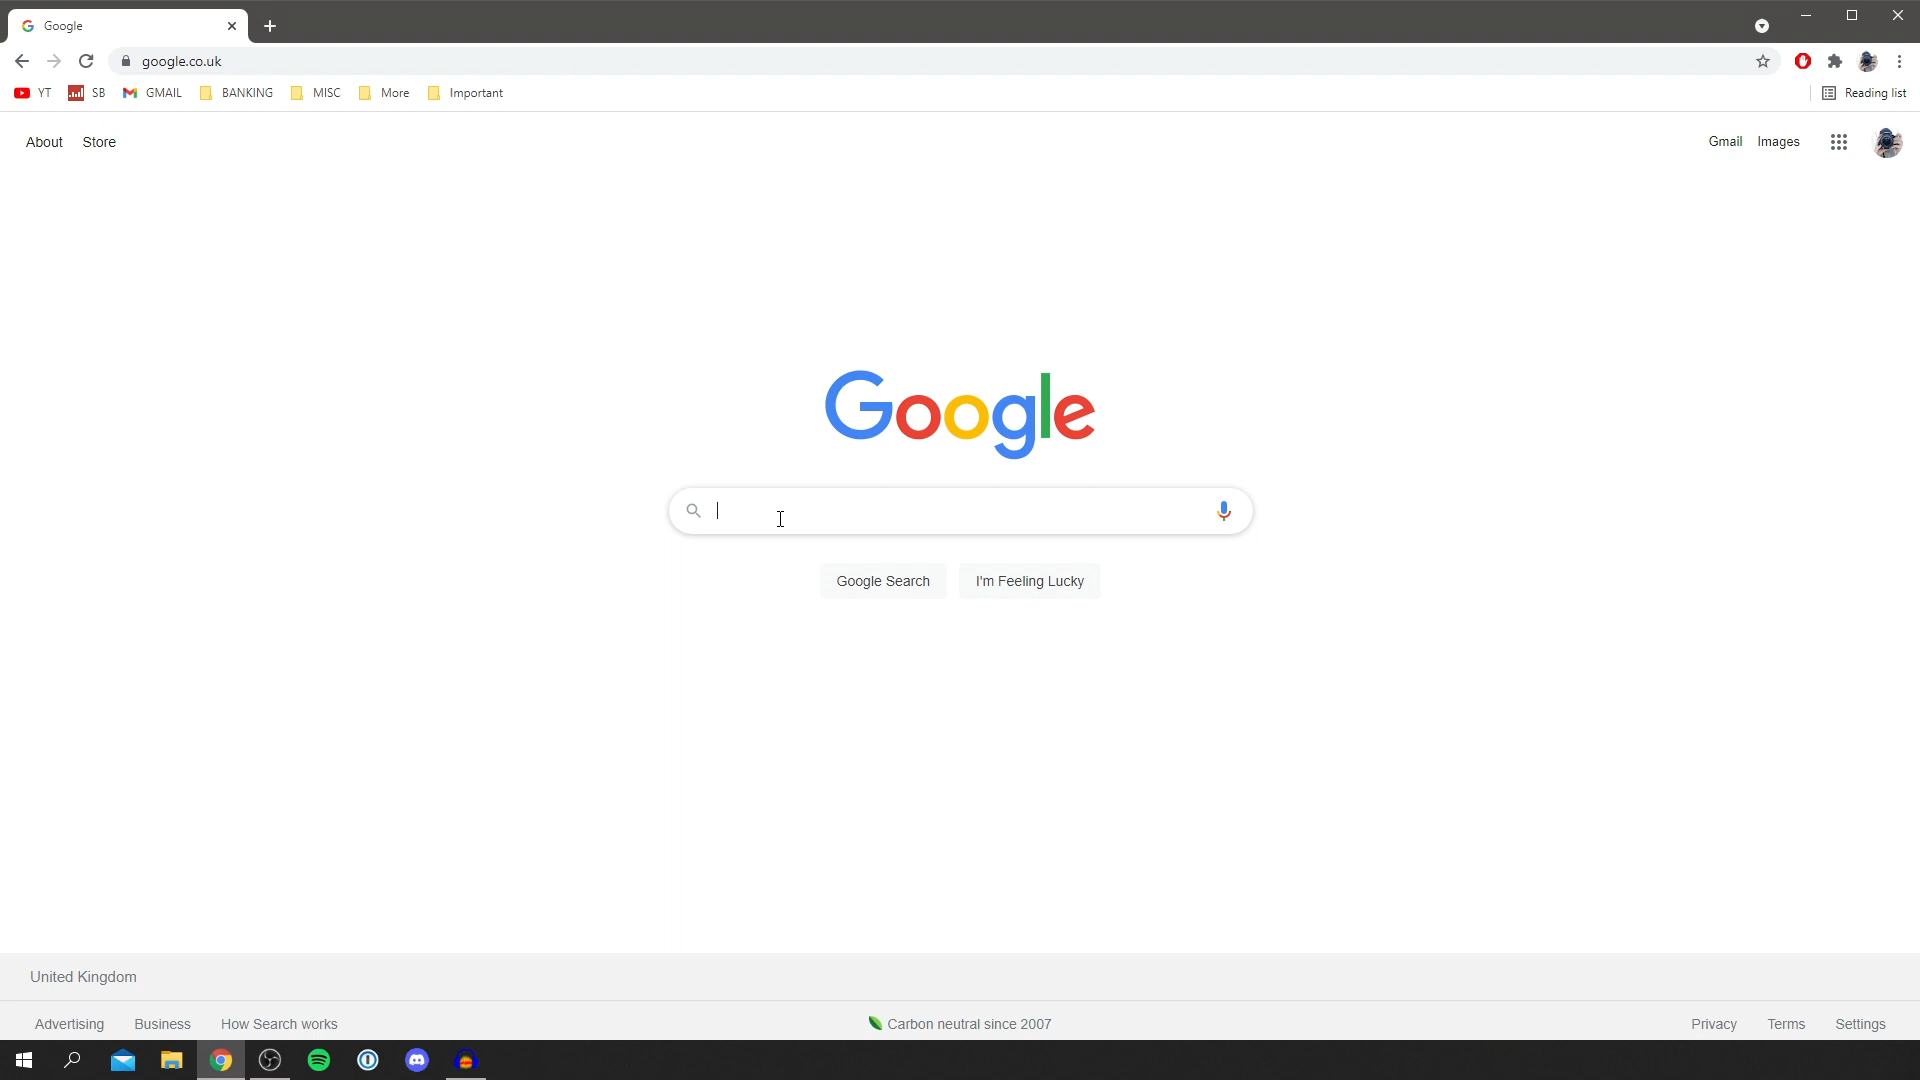 Google
google.co.uk
YT SB GMAIL BANKING MISC More Important Reading list
About Store Gmail Images
Google
Google Search I'm Feeling Lucky
United Kingdom
Advertising Business How Search works Carbon neutral since 2007 Privacy Terms Settings